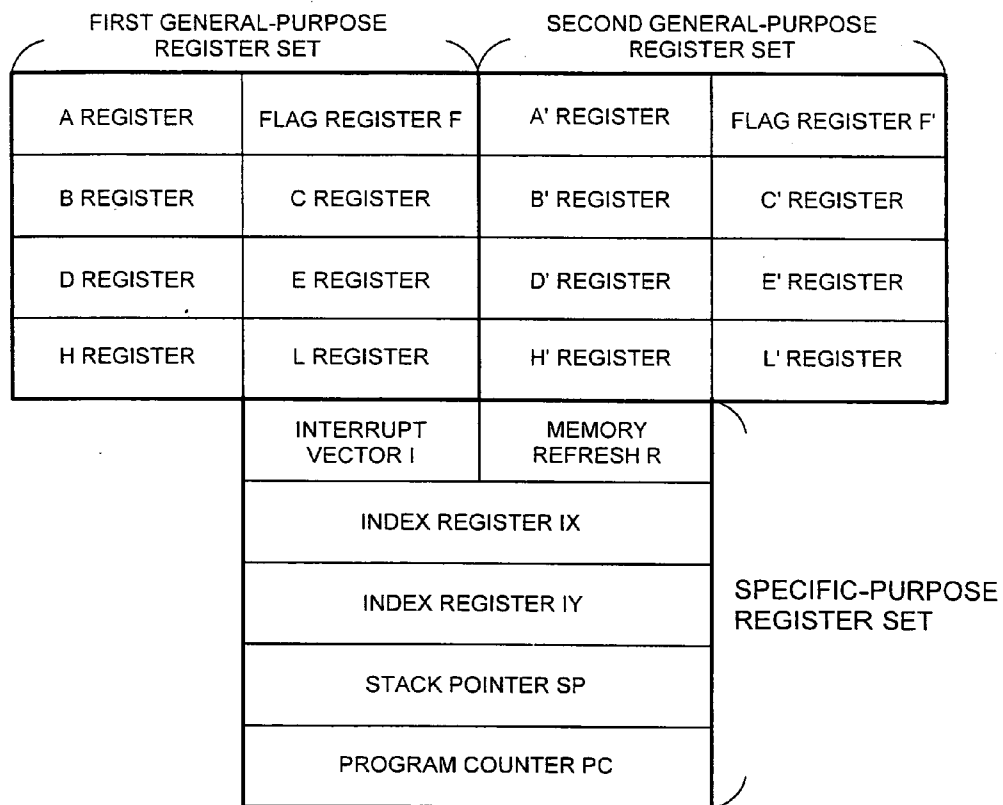 FIRST GENERAL-PURPOSE
REGISTER SET
SECOND GENERAL-PURPOSE
REGISTER SET
A REGISTER
FLAG REGISTER F
A' REGISTER
FLAG REGISTER F'
B REGISTER
C REGISTER
B' REGISTER
C' REGISTER
D REGISTER
E REGISTER
D' REGISTER
E' REGISTER
H REGISTER
L REGISTER
H' REGISTER
L' REGISTER
INTERRUPT
VECTOR I
MEMORY
REFRESH R
INDEX REGISTER IX
INDEX REGISTER IY
STACK POINTER SP
PROGRAM COUNTER PC
SPECIFIC-PURPOSE
REGISTER SET